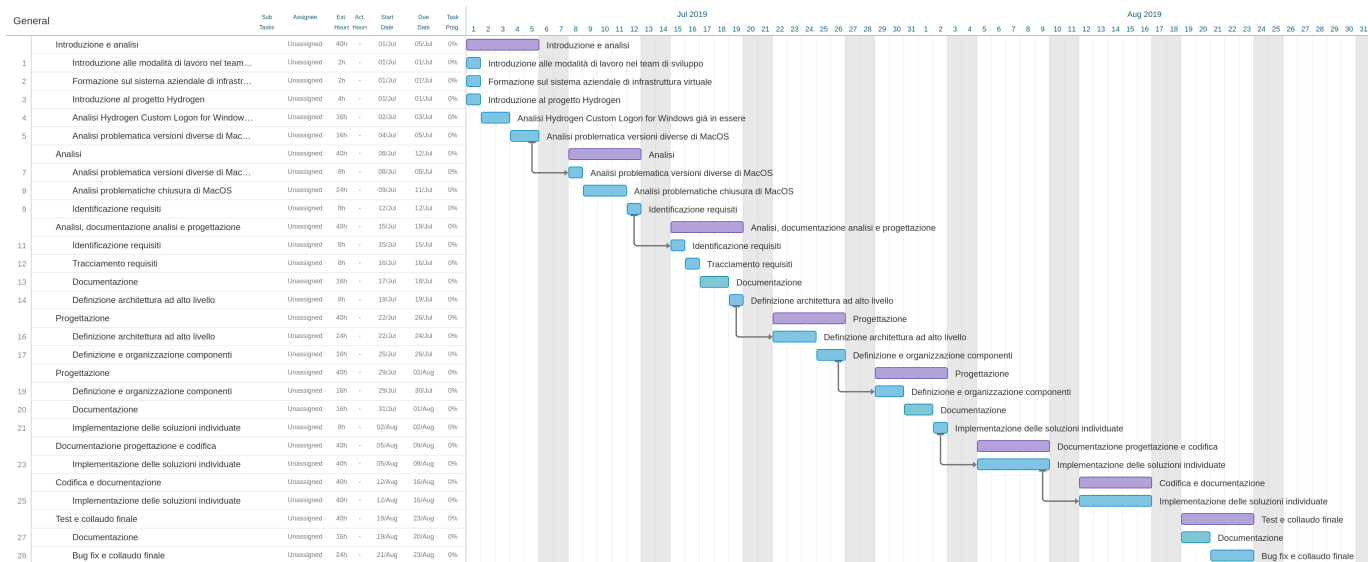 General Sub Tasks Assignee Est. Hours Act. Hours Start Date Due Date Task Prog. Jul 2019 Aug 2019
1 2 3 4 5 6 7 8 9 10 11 12 13 14 15 16 17 18 19 20 21 22 23 24 25 26 27 28 29 30 31 1 2 3 4 5 6 7 8 9 10 11 12 13 14 15 16 17 18 19 20 21 22 23 24 25 26 27 28 29 30 31
Introduzione e analisi Unassigned 40h - 01/Jul 05/Jul 0% Introduzione e analisi
1 Introduzione alle modalità di lavoro nel team... Unassigned 2h - 01/Jul 01/Jul 0% Introduzione alle modalità di lavoro nel team di sviluppo
2 Formazione sul sistema aziendale di infrastr... Unassigned 2h - 01/Jul 01/Jul 0% Formazione sul sistema aziendale di infrastruttura virtuale
3 Introduzione al progetto Hydrogen Unassigned 4h - 01/Jul 01/Jul 0% Introduzione al progetto Hydrogen
4 Analisi Hydrogen Custom Logon for Window... Unassigned 16h - 02/Jul 03/Jul 0% Analisi Hydrogen Custom Logon for Windows già in essere
5 Analisi problematica versioni diverse di Mac... Unassigned 16h - 04/Jul 05/Jul 0% Analisi problematica versioni diverse di MacOS
Analisi Unassigned 40h - 08/Jul 12/Jul 0% Analisi
7 Analisi problematica versioni diverse di Mac... Unassigned 8h - 08/Jul 08/Jul 0% Analisi problematica versioni diverse di MacOS
8 Analisi problematiche chiusura di MacOS Unassigned 24h - 09/Jul 11/Jul 0% Analisi problematiche chiusura di MacOS
9 Identificazione requisiti Unassigned 8h - 12/Jul 12/Jul 0% Identificazione requisiti
Analisi, documentazione analisi e progettazione Unassigned 40h - 15/Jul 19/Jul 0% Analisi, documentazione analisi e progettazione
11 Identificazione requisiti Unassigned 8h - 15/Jul 15/Jul 0% Identificazione requisiti
12 Tracciamento requisiti Unassigned 8h - 16/Jul 16/Jul 0% Tracciamento requisiti
13 Documentazione Unassigned 16h - 17/Jul 18/Jul 0% Documentazione
14 Definizione architettura ad alto livello Unassigned 8h - 19/Jul 19/Jul 0% Definizione architettura ad alto livello
Progettazione Unassigned 40h - 22/Jul 26/Jul 0% Progettazione
16 Definizione architettura ad alto livello Unassigned 24h - 22/Jul 24/Jul 0% Definizione architettura ad alto livello
17 Definizione e organizzazione componenti Unassigned 16h - 25/Jul 26/Jul 0% Definizione e organizzazione componenti
Progettazione Unassigned 40h - 29/Jul 02/Aug 0% Progettazione
19 Definizione e organizzazione componenti Unassigned 16h - 29/Jul 30/Jul 0% Definizione e organizzazione componenti
20 Documentazione Unassigned 16h - 31/Jul 01/Aug 0% Documentazione
21 Implementazione delle soluzioni individuate Unassigned 8h - 02/Aug 02/Aug 0% Implementazione delle soluzioni individuate
Documentazione progettazione e codifica Unassigned 40h - 05/Aug 09/Aug 0% Documentazione progettazione e codifica
23 Implementazione delle soluzioni individuate Unassigned 40h - 05/Aug 09/Aug 0% Implementazione delle soluzioni individuate
Codifica e documentazione Unassigned 40h - 12/Aug 16/Aug 0% Codifica e documentazione
25 Implementazione delle soluzioni individuate Unassigned 40h - 12/Aug 16/Aug 0% Implementazione delle soluzioni individuate
Test e collaudo finale Unassigned 40h - 19/Aug 23/Aug 0% Test e collaudo finale
27 Documentazione Unassigned 16h - 19/Aug 20/Aug 0% Documentazione
28 Bug fix e collaudo finale Unassigned 24h - 21/Aug 23/Aug 0% Bug fix e collaudo finale